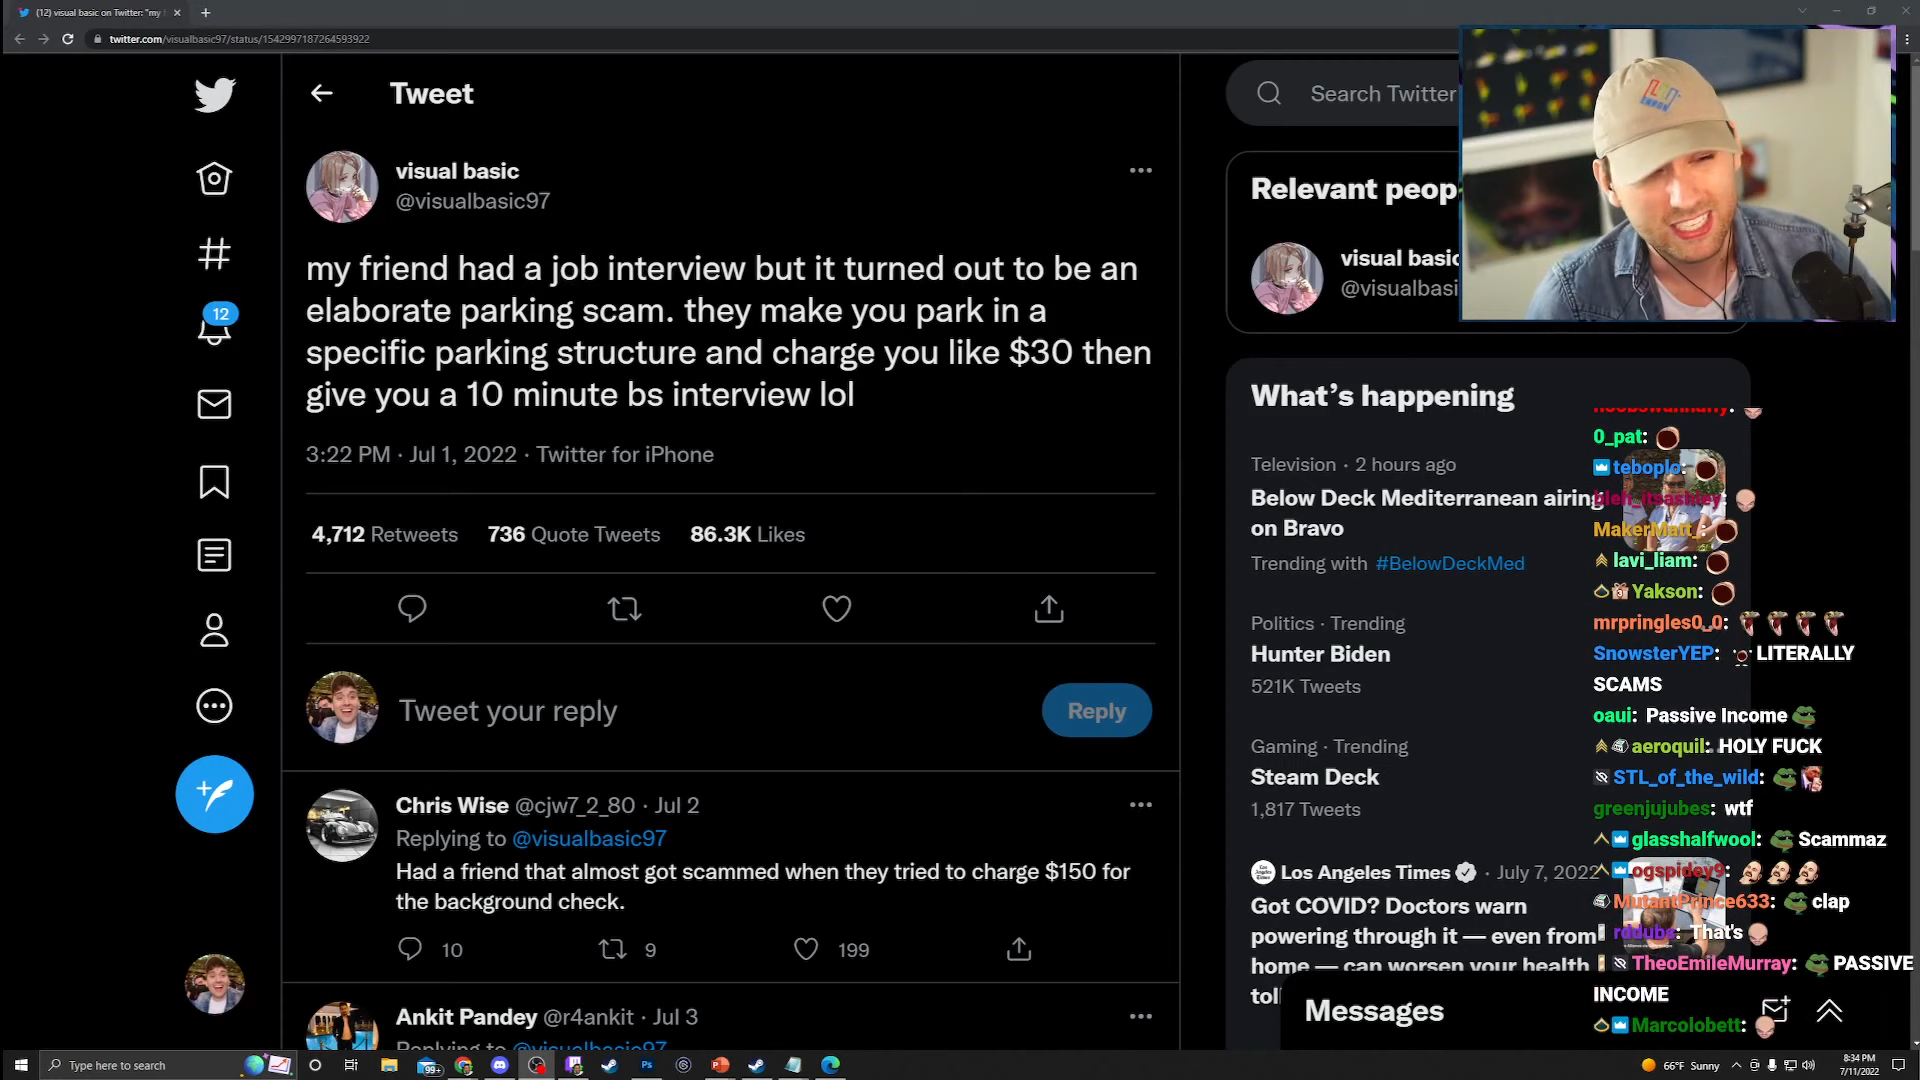 (12) visual basic on Twitter: "my
twitter.com/visualbasic97/status/1542997187264593922
Tweet
Search Twitter
visual basic
@visualbasic97
my friend had a job interview but it turned out to be an
elaborate parking scam. they make you park in a
specific parking structure and charge you like $30 then
give you a 10 minute bs interview lol
3:22 PM · Jul 1, 2022 · Twitter for iPhone
4,712 Retweets 736 Quote Tweets 86.3K Likes
Tweet your reply
Reply
Chris Wise @cjw7_2_80 · Jul 2
Replying to @visualbasic97
Had a friend that almost got scammed when they tried to charge $150 for
the background check.
10 9 199
Ankit Pandey @r4ankit · Jul 3
Replying to @visualbasic97
12
Relevant peop
visual basic
@visualbasi
ENRON
What's happening
Television · 2 hours ago
Below Deck Mediterranean airing
on Bravo
Trending with #BelowDeckMed
Politics · Trending
Hunter Biden
521K Tweets
Gaming · Trending
Steam Deck
1,817 Tweets
Los Angeles Times · July 7, 2022
Got COVID? Doctors warn
powering through it — even from
home — can worsen your health
tol
Messages
0_pat:
teboplo:
bleh_itsashley:
MakerMatt_:
lavi_liam:
Yakson:
mrpringles0_0:
SnowsterYEP: LITERALLY
SCAMS
oaui: Passive Income
aeroquil: HOLY FUCK
STL_of_the_wild:
greenjujubes: wtf
glasshalfwool: Scammaz
ogspidey9:
MutantPrince633: clap
rddubs: That's
TheoEmileMurray: PASSIVE
INCOME
Marcolobett:
Type here to search
99+
66°F Sunny
8:34 PM
7/11/2022